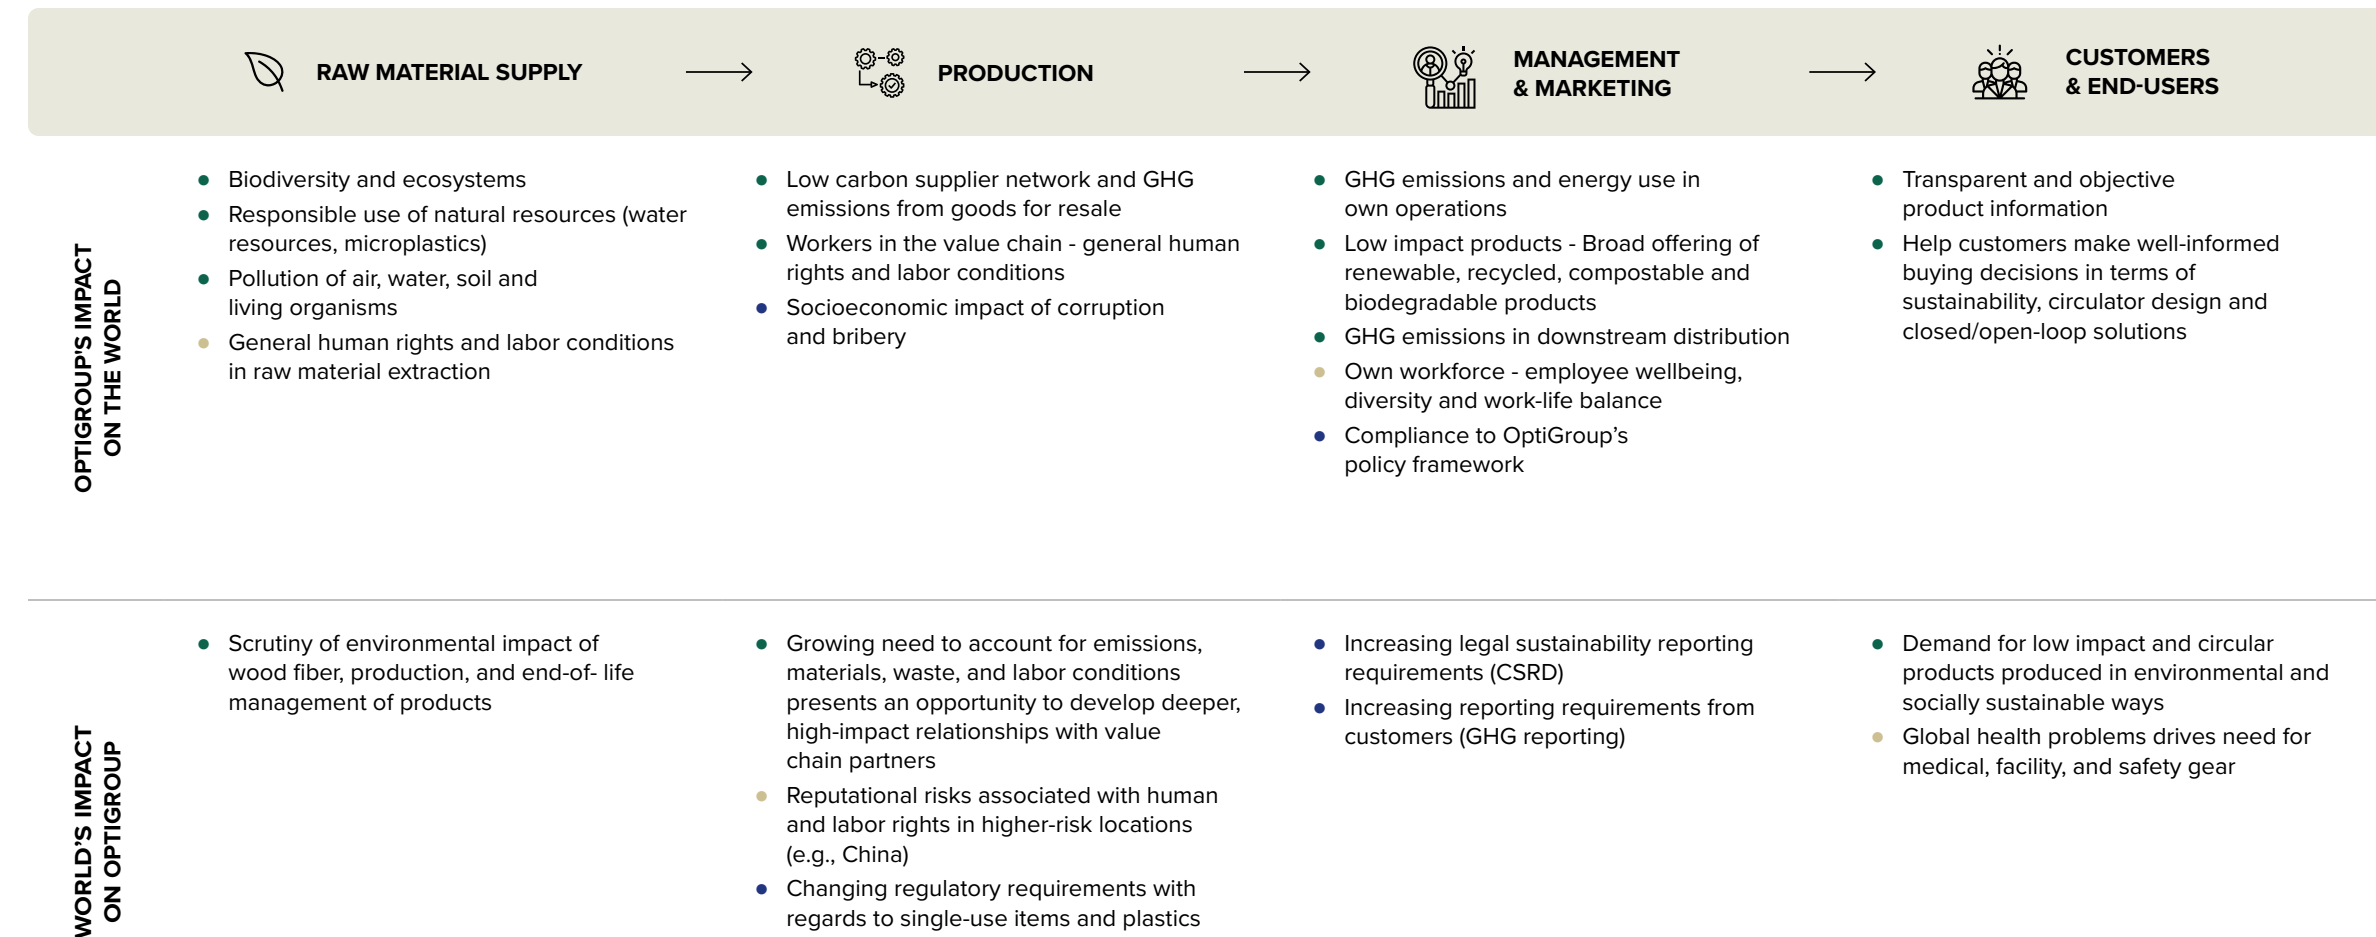 RAW MATERIAL SUPPLY
PRODUCTION
MANAGEMENT
& MARKETING
CUSTOMERS
& END-USERS
OPTIGROUP'S IMPACT
ON THE WORLD
Biodiversity and ecosystems
Responsible use of natural resources (water
resources, microplastics)
Pollution of air, water, soil and
living organisms
General human rights and labor conditions
in raw material extraction
Low carbon supplier network and GHG
emissions from goods for resale
Workers in the value chain - general human
rights and labor conditions
Socioeconomic impact of corruption
and bribery
GHG emissions and energy use in
own operations
Low impact products - Broad offering of
renewable, recycled, compostable and
biodegradable products
GHG emissions in downstream distribution
Own workforce - employee wellbeing,
diversity and work-life balance
Compliance to OptiGroup’s
policy framework
Transparent and objective
product information
Help customers make well-informed
buying decisions in terms of
sustainability, circulator design and
closed/open-loop solutions
WORLD’S IMPACT
ON OPTIGROUP
Scrutiny of environmental impact of
wood fiber, production, and end-of- life
management of products
Growing need to account for emissions,
materials, waste, and labor conditions
presents an opportunity to develop deeper,
high-impact relationships with value
chain partners
Reputational risks associated with human
and labor rights in higher-risk locations
(e.g., China)
Changing regulatory requirements with
regards to single-use items and plastics
Increasing legal sustainability reporting
requirements (CSRD)
Increasing reporting requirements from
customers (GHG reporting)
Demand for low impact and circular
products produced in environmental and
socially sustainable ways
Global health problems drives need for
medical, facility, and safety gear